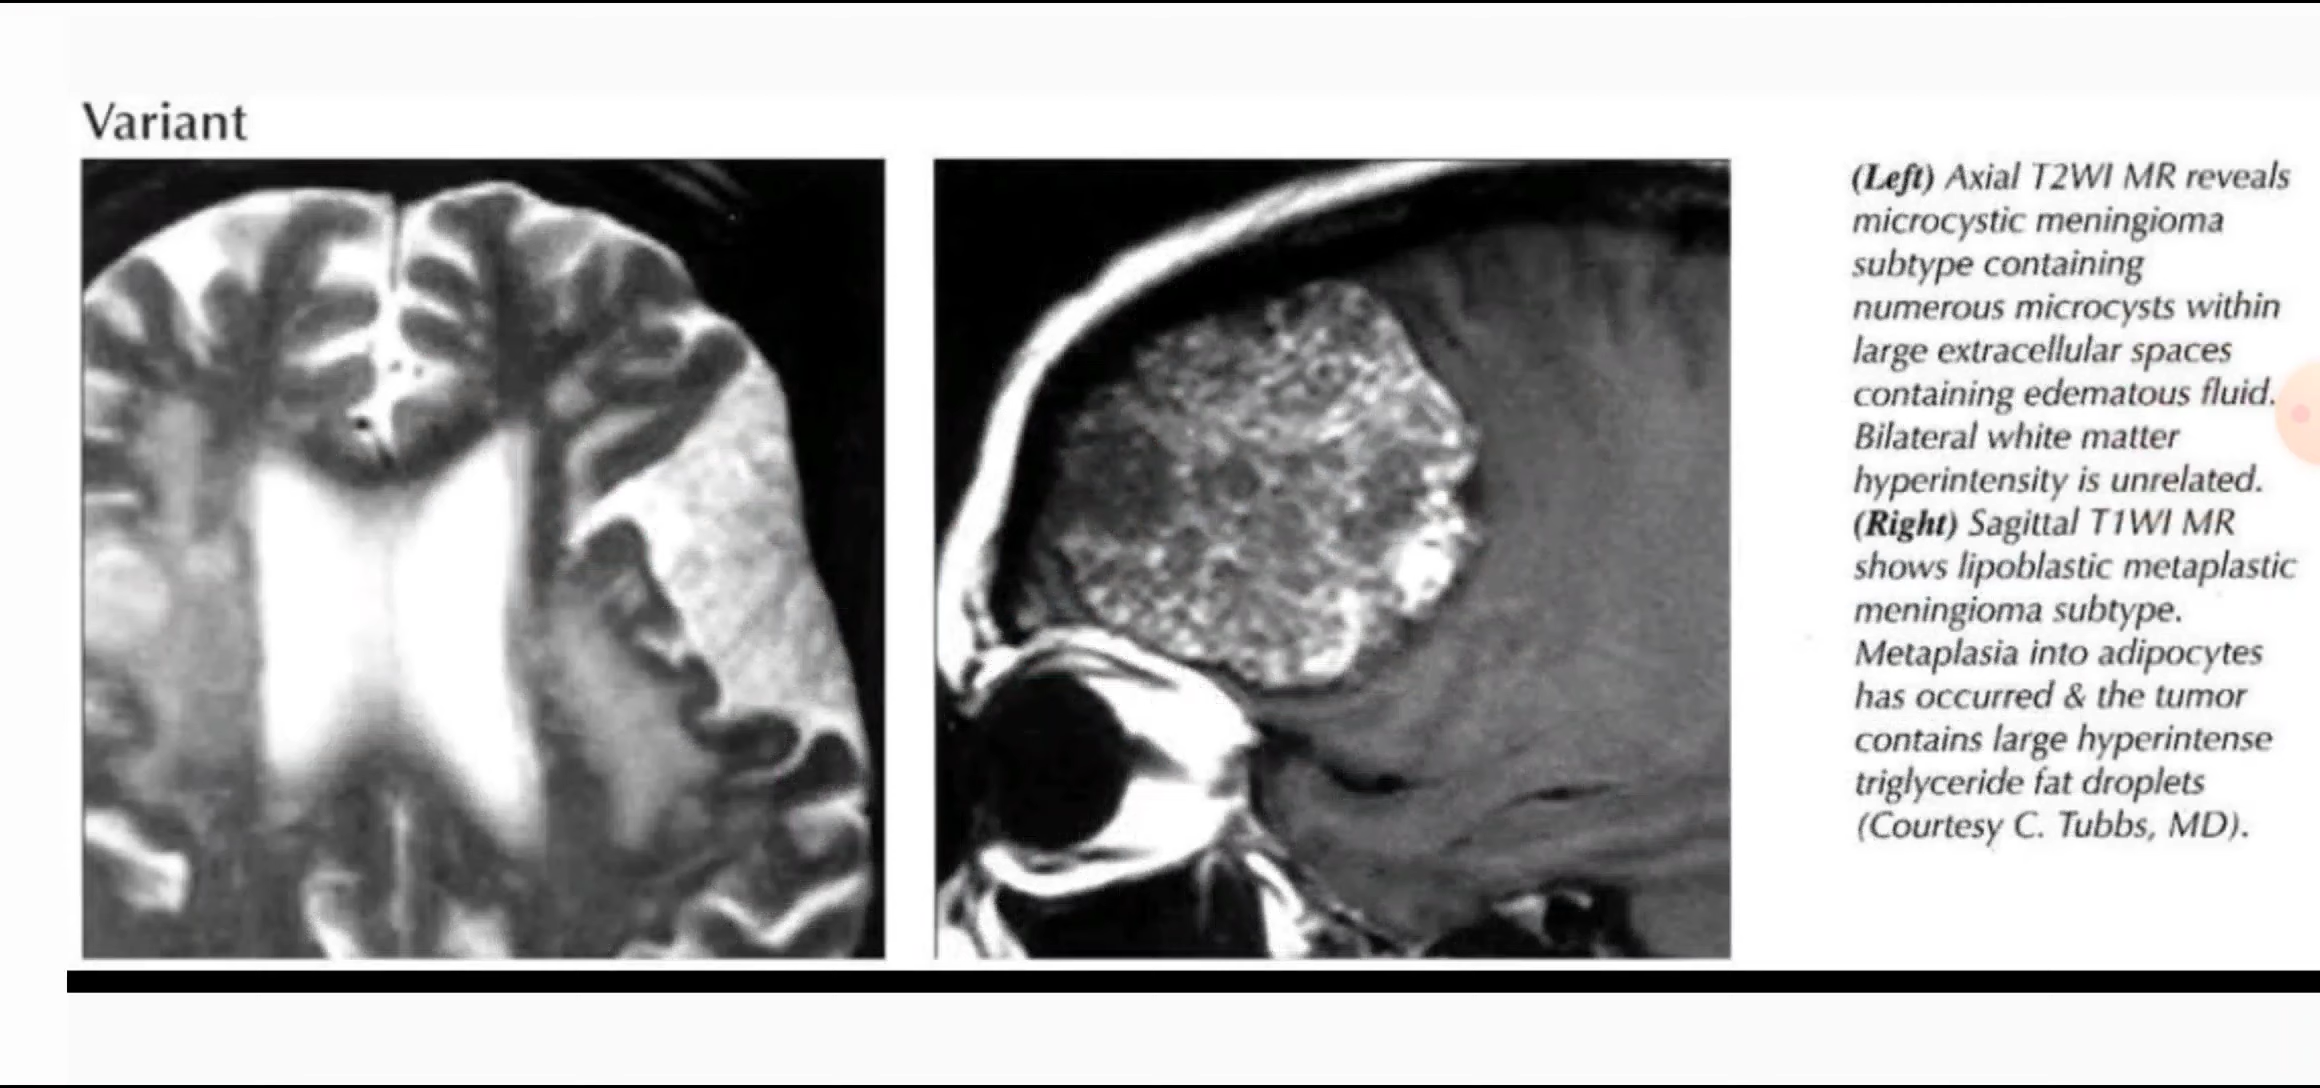 Variant
(Left) Axial T2WI MR reveals
microcystic meningioma
subtype containing
numerous microcysts within
large extracellular spaces
containing edematous fluid.
Bilateral white matter
hyperintensity is unrelated.
(Right) Sagittal T1WI MR
shows lipoblastic metaplastic
meningioma subtype.
Metaplasia into adipocytes
has occurred & the tumor
contains large hyperintense
triglyceride fat droplets
(Courtesy C. Tubbs, MD).